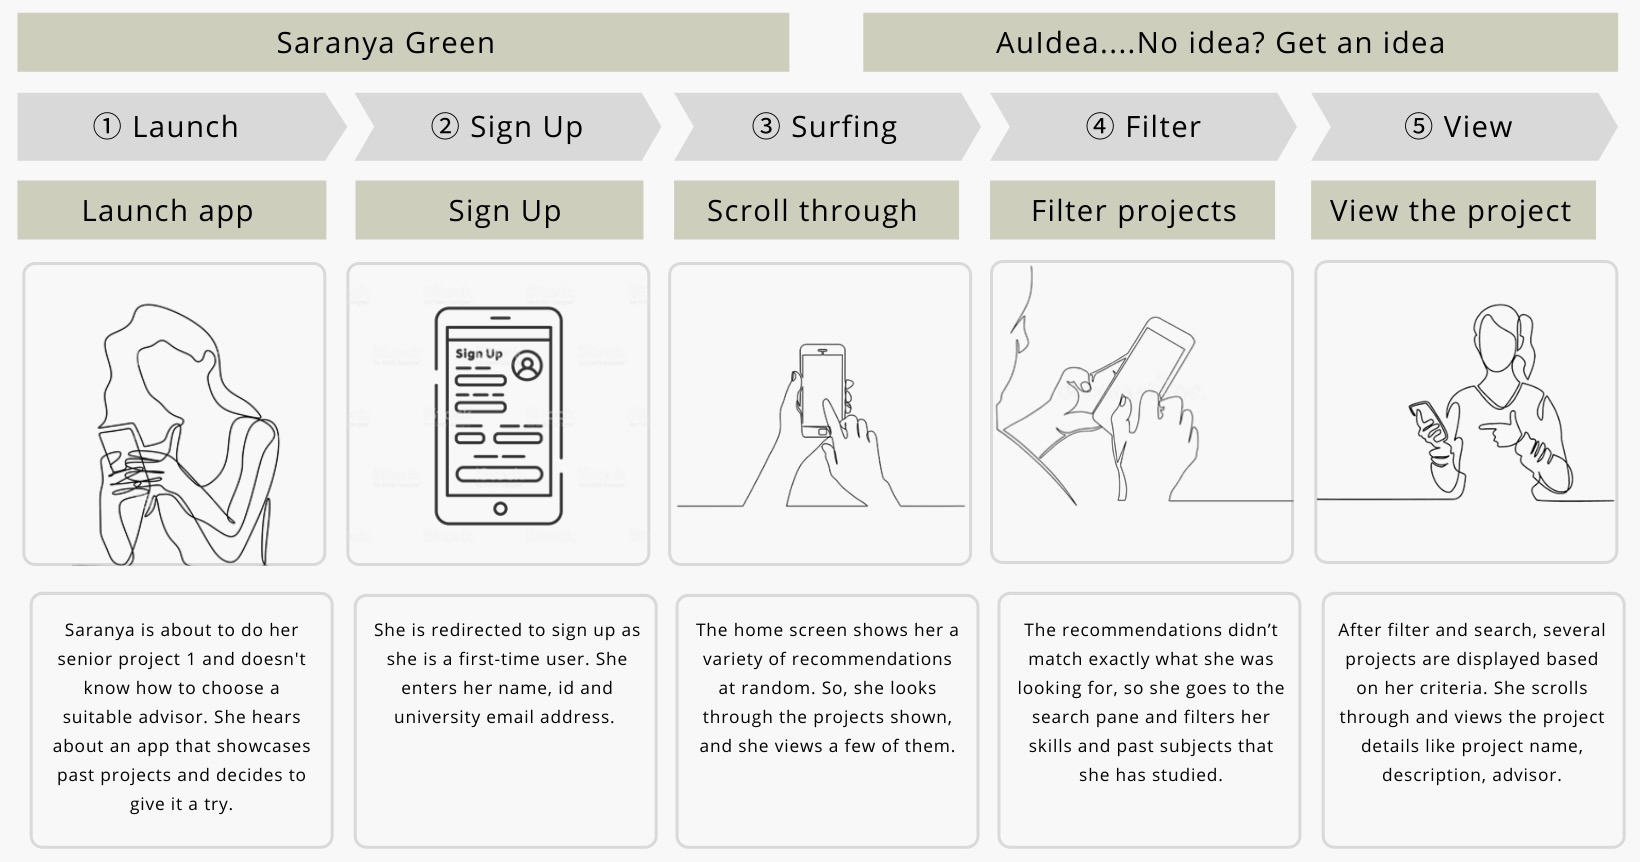 Saranya Green
AuIdea....No idea? Get an idea
① Launch
② Sign Up
③ Surfing
④ Filter
⑤ View
Launch app
Sign Up
Scroll through
Filter projects
View the project
Sign Up
Saranya is about to do her
senior project 1 and doesn't
know how to choose a
suitable advisor. She hears
about an app that showcases
past projects and decides to
give it a try.
She is redirected to sign up as
she is a first-time user. She
enters her name, id and
university email address.
The home screen shows her a
variety of recommendations
at random. So, she looks
through the projects shown,
and she views a few of them.
The recommendations didn’t
match exactly what she was
looking for, so she goes to the
search pane and filters her
skills and past subjects that
she has studied.
After filter and search, several
projects are displayed based
on her criteria. She scrolls
through and views the project
details like project name,
description, advisor.